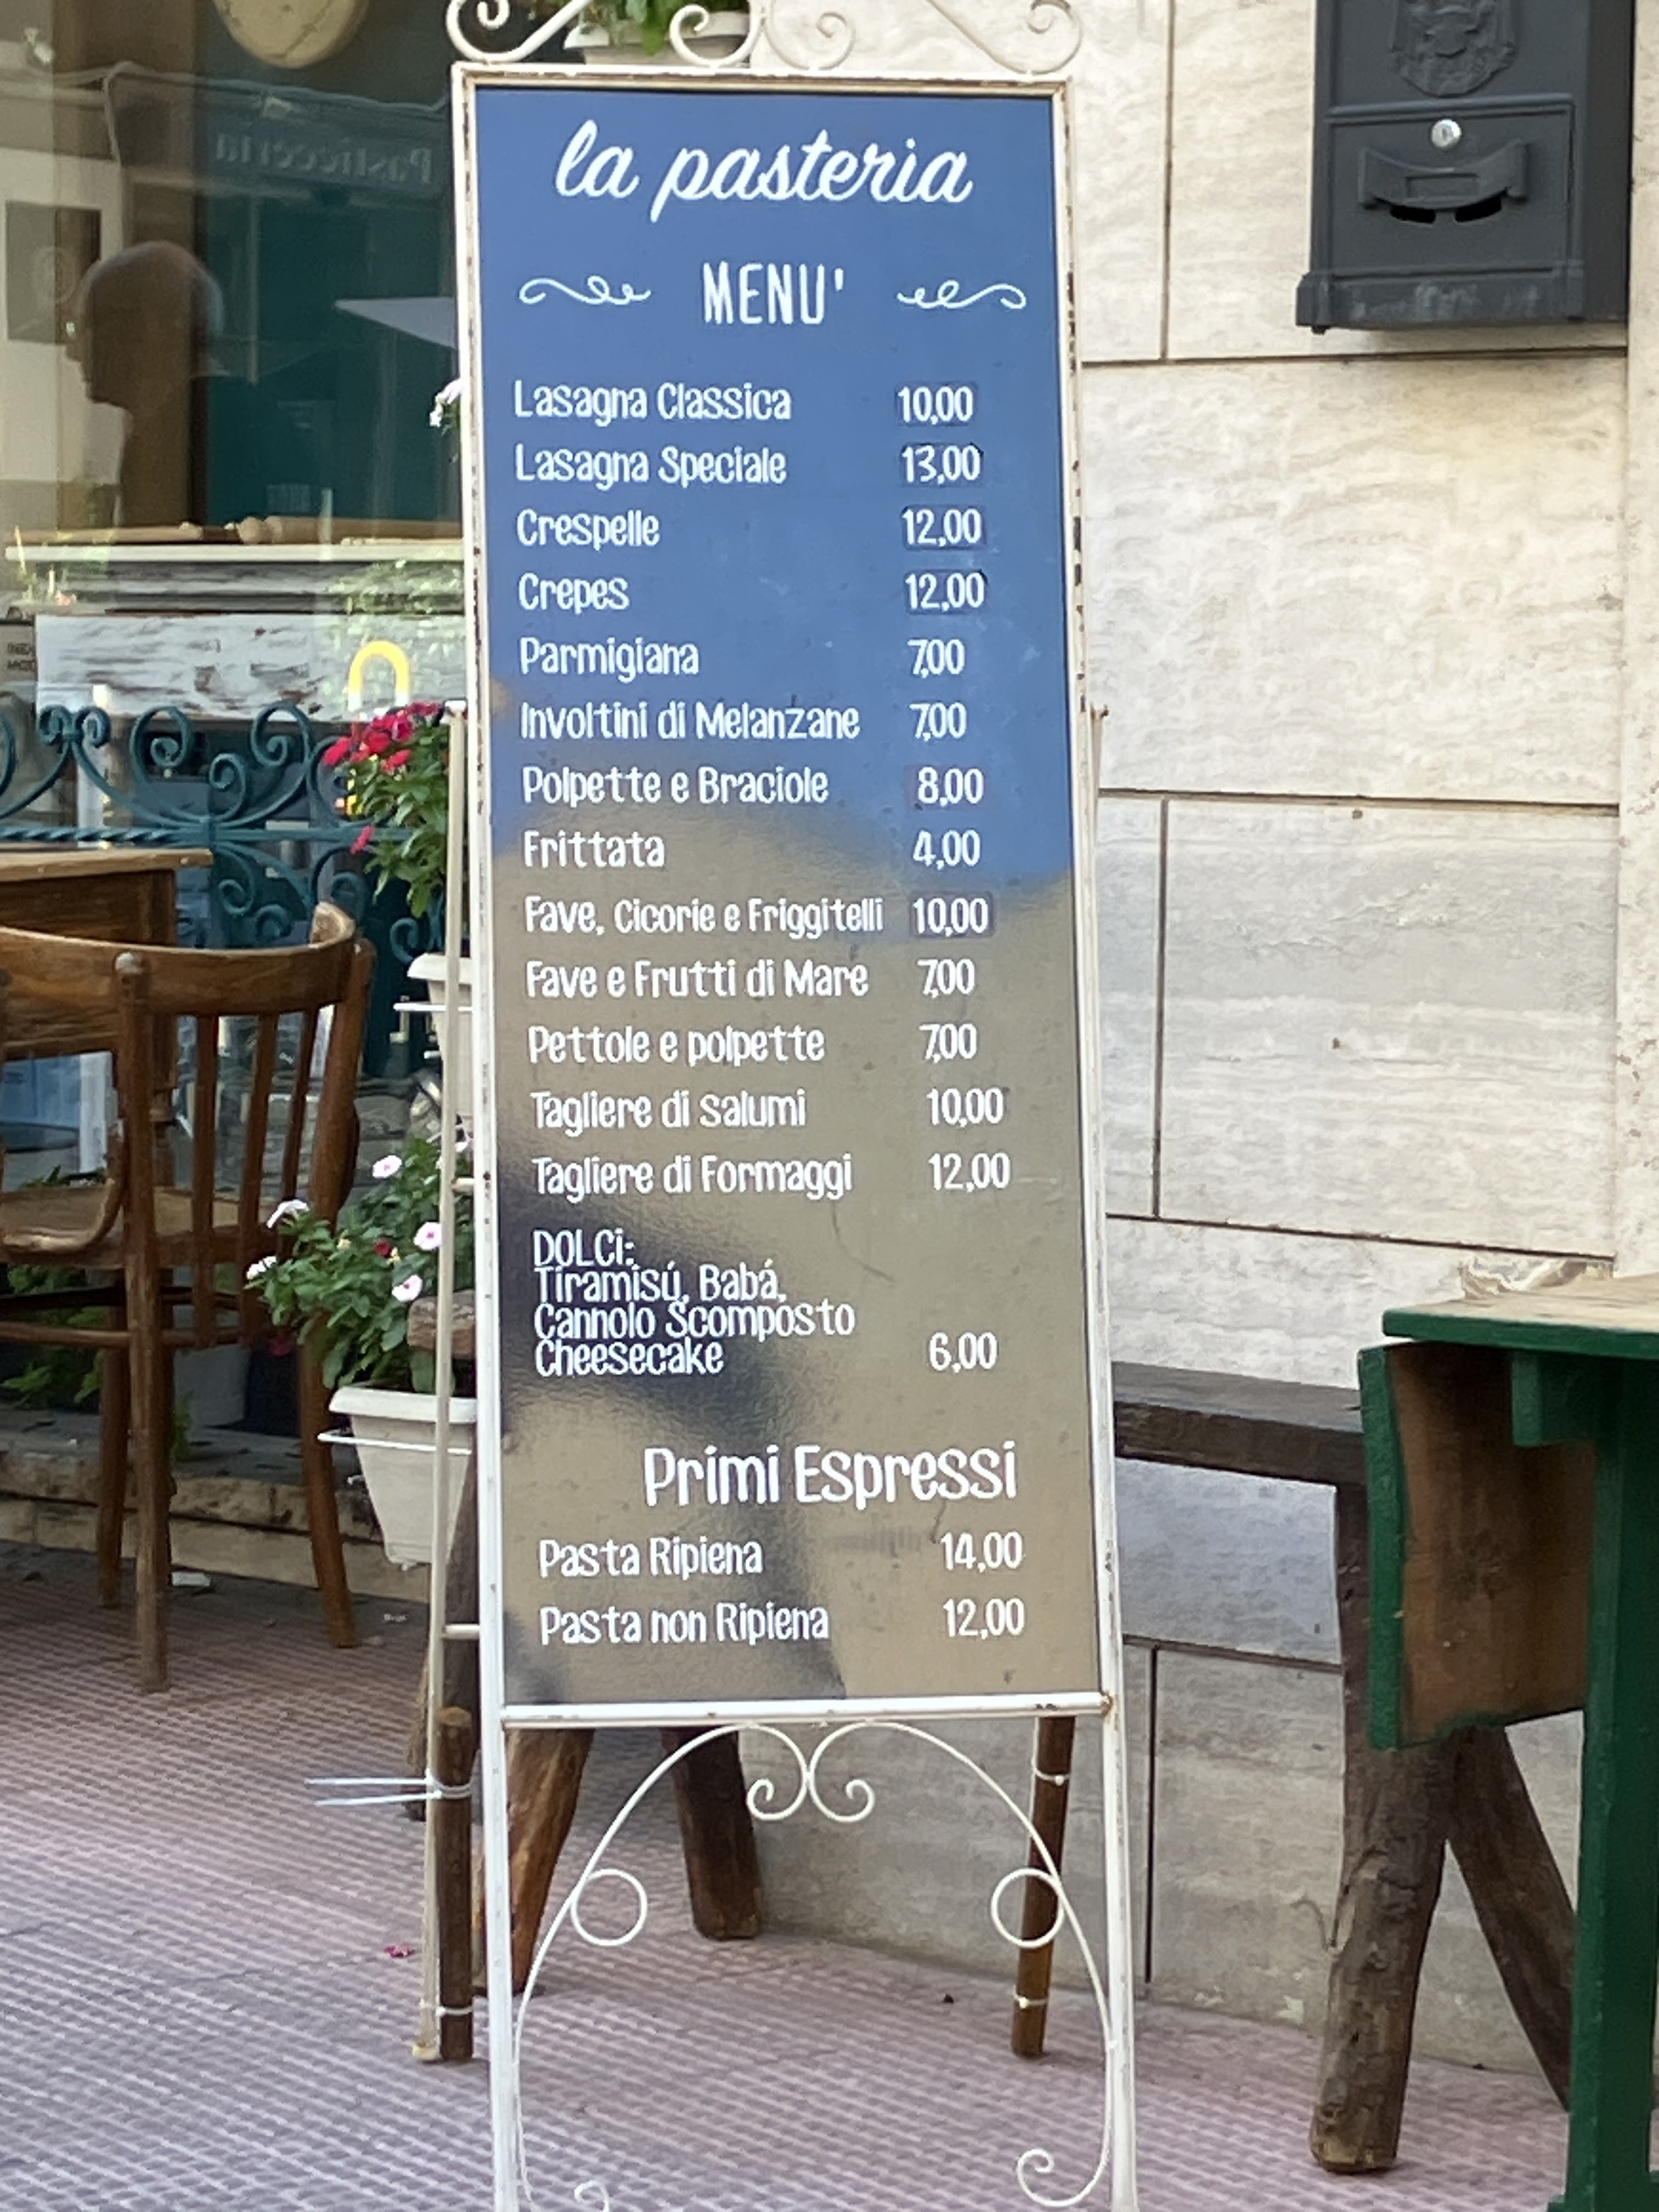 la pasteria
MENU'
Lasagna Classica 10,00
Lasagna Speciale 13,00
Crespelle 12,00
Crepes 12,00
Parmigiana 7,00
Involtini di Melanzane 7,00
Polpette e Braciole 8,00
Frittata 4,00
Fave, Cicorie e Friggitelli 10,00
Fave e Frutti di Mare 7,00
Pettole e polpette 7,00
Tagliere di salumi 10,00
Tagliere di Formaggi 12,00
DOLCi:
Tiramisú, Babá,
Cannolo Scomposto
Cheesecake 6,00
Primi Espressi
Pasta Ripiena 14,00
Pasta non Ripiena 12,00
Pasticceria